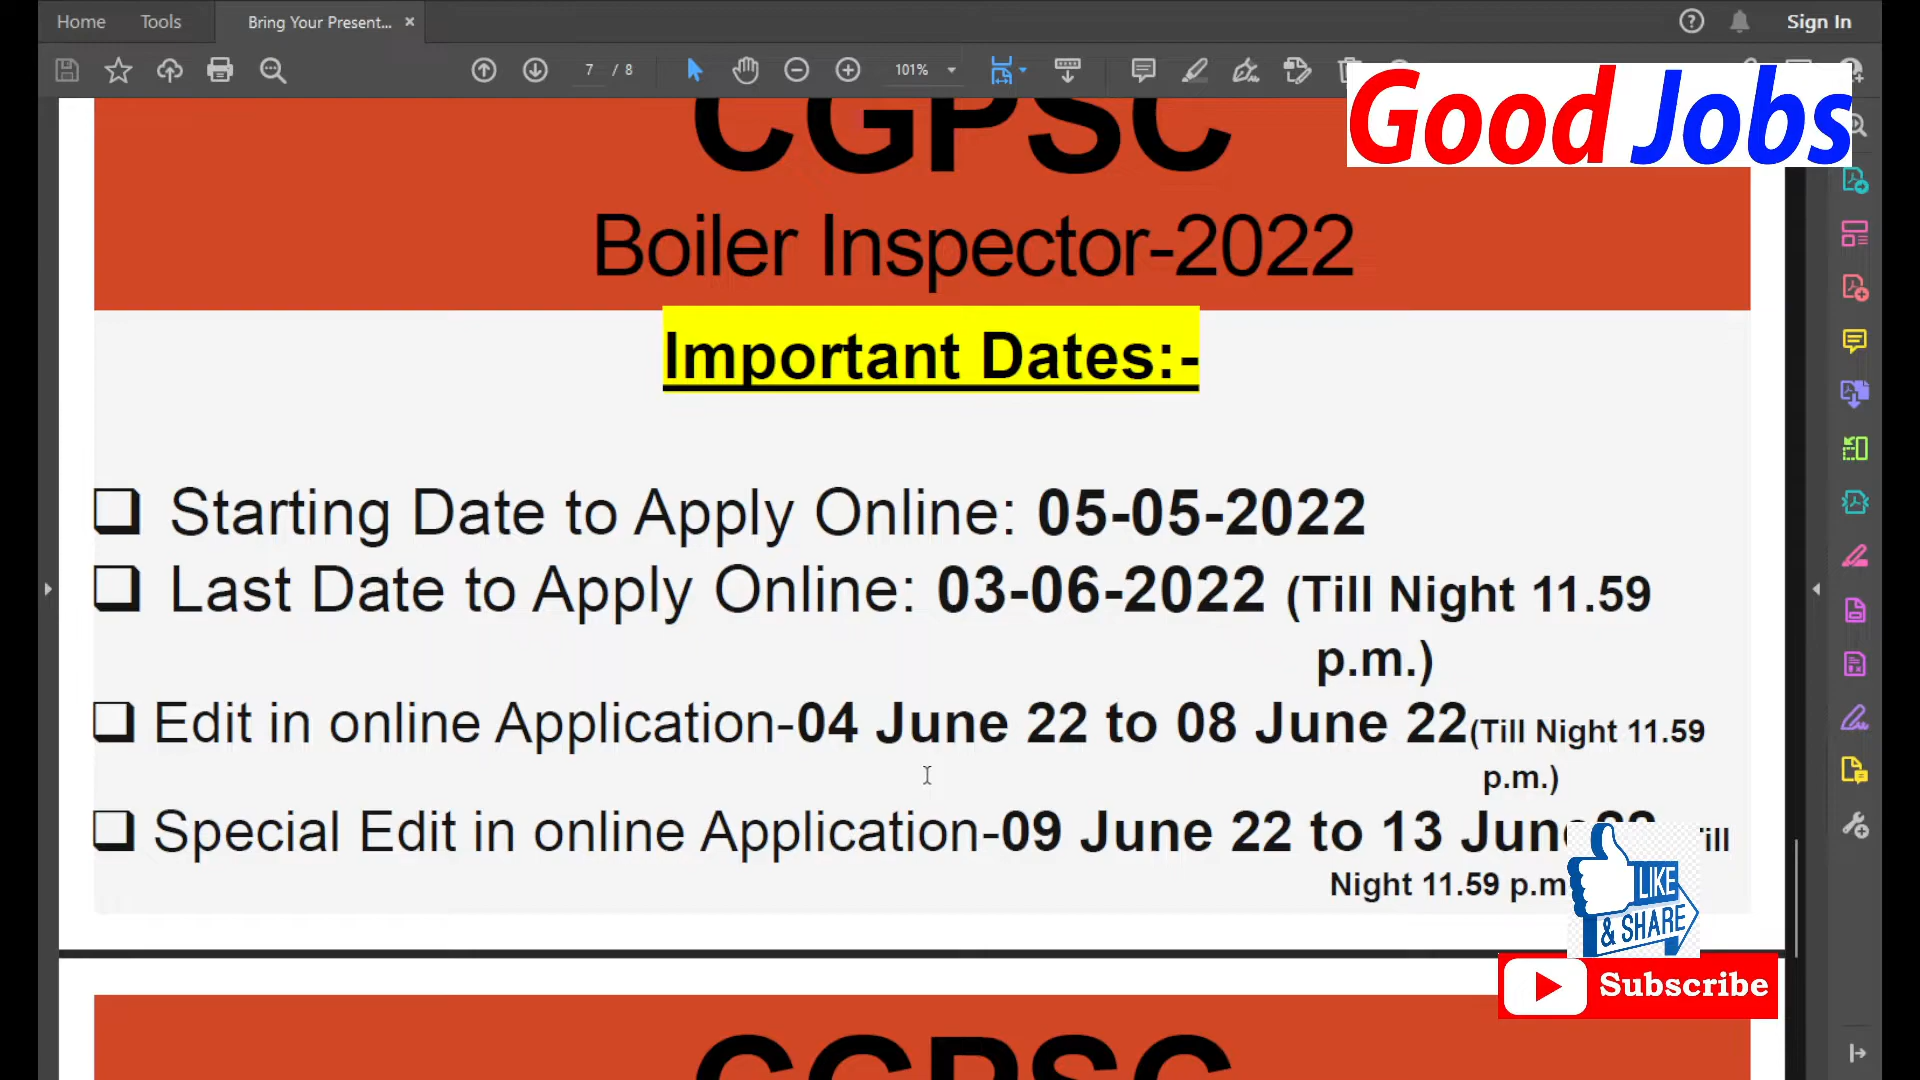 Home Tools Bring Your Present... × Sign In
7 / 8 101%
Good Jobs
CGPSC
Boiler Inspector-2022
Important Dates:-
❑ Starting Date to Apply Online: 05-05-2022
❑ Last Date to Apply Online: 03-06-2022 (Till Night 11.59
p.m.)
❑ Edit in online Application-04 June 22 to 08 June 22(Till Night 11.59
p.m.)
❑ Special Edit in online Application-09 June 22 to 13 June
Night 11.59 p.m
LIKE
& SHARE
Subscribe
CGPSC